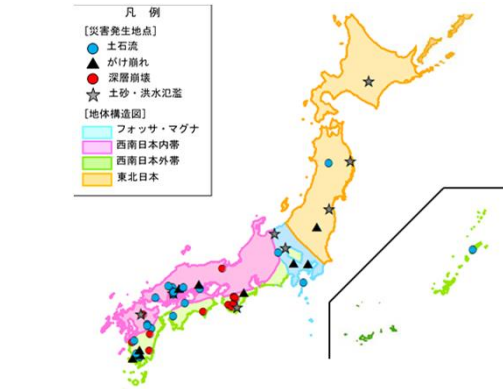 凡 例
[災害発生地点]
土石流
がけ崩れ
深層崩壊
土砂・洪水氾濫
[地体構造図]
フォッサ・マグナ
西南日本内帯
西南日本外帯
東北日本